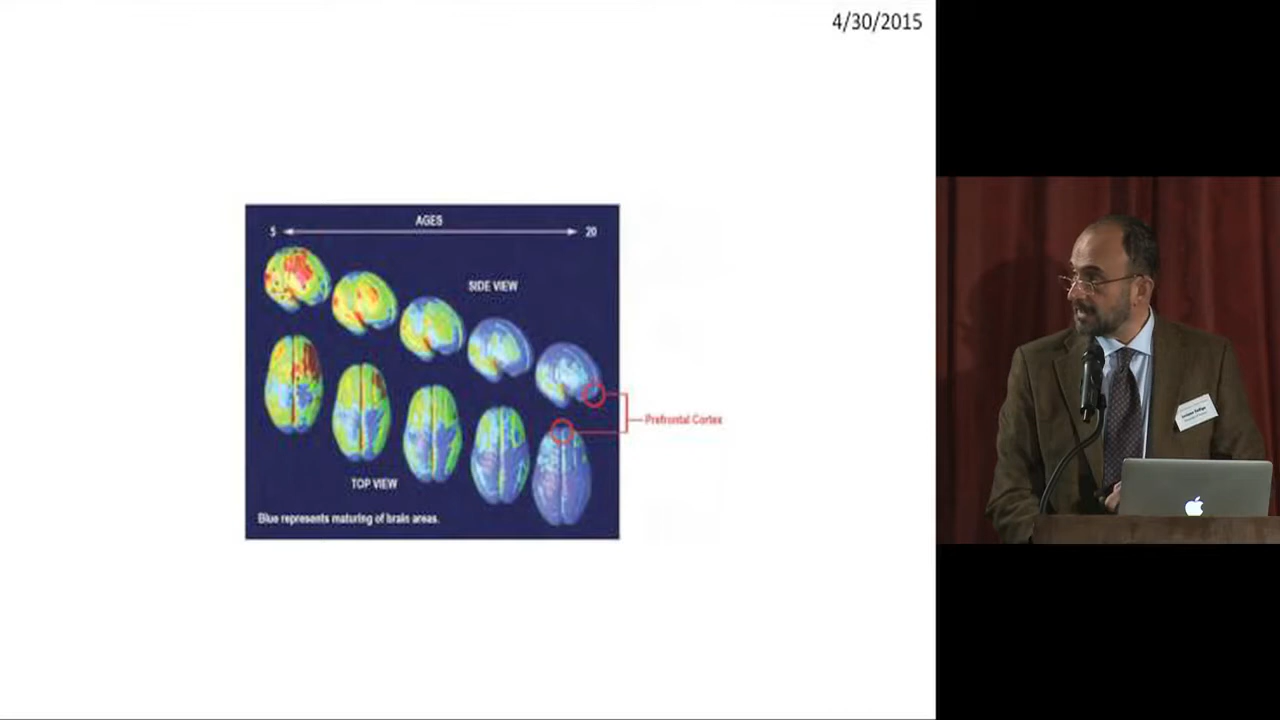 4/30/2015
AGES
5
20
SIDE VIEW
Prefrontal Cortex
TOP VIEW
Blue represents maturing of brain areas.